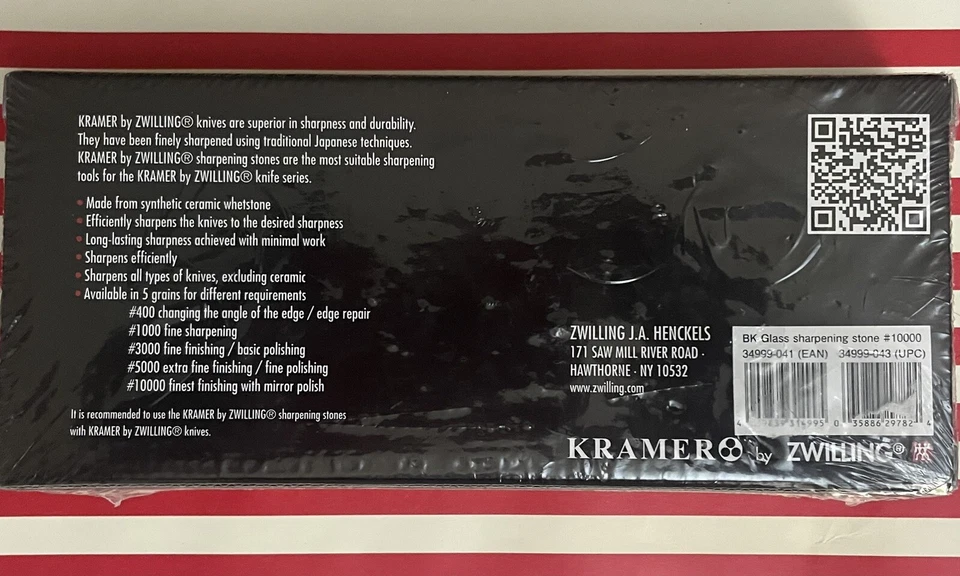 KRAMER by ZWILLING® knives are superior in sharpness and durability.
They have been finely sharpened using traditional Japanese techniques.
KRAMER by ZWILLING® sharpening stones are the most suitable sharpening
tools for the KRAMER by ZWILLING® knife series.
• Made from synthetic ceramic whetstone
• Efficiently sharpens the knives to the desired sharpness
• Long-lasting sharpness achieved with minimal work
• Sharpens efficiently
• Sharpens all types of knives, excluding ceramic
• Available in 5 grains for different requirements
#400 changing the angle of the edge / edge repair
#1000 fine sharpening
#3000 fine finishing / basic polishing
#5000 extra fine finishing / fine polishing
#10000 finest finishing with mirror polish
It is recommended to use the KRAMER by ZWILLING® sharpening stones
with KRAMER by ZWILLING® knives.
ZWILLING J.A. HENCKELS
171 SAW MILL RIVER ROAD ·
HAWTHORNE · NY 10532
www.zwilling.com
BK Glass sharpening stone #10000
34999-041 (EAN) 34999-043 (UPC)
0 35886 29782 4
KRAMER by ZWILLING®